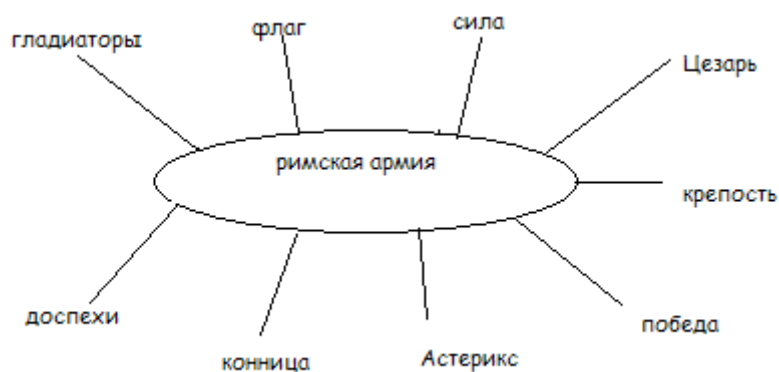 гладиаторы
флаг
сила
Цезарь
римская армия
крепость
доспехи
конница
Астерикс
победа